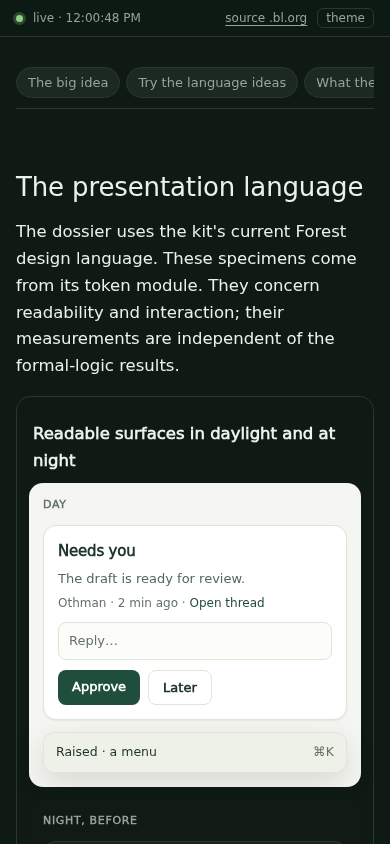 live · 12:00:48 PM
source .bl.org
theme
The big idea
Try the language ideas
What the
The presentation language
The dossier uses the kit's current Forest
design language. These specimens come
from its token module. They concern
readability and interaction; their
measurements are independent of the
formal-logic results.
Readable surfaces in daylight and at
night
DAY
Needs you
The draft is ready for review.
Othman · 2 min ago · Open thread
Reply...
Approve
Later
Raised · a menu
⌘K
NIGHT, BEFORE